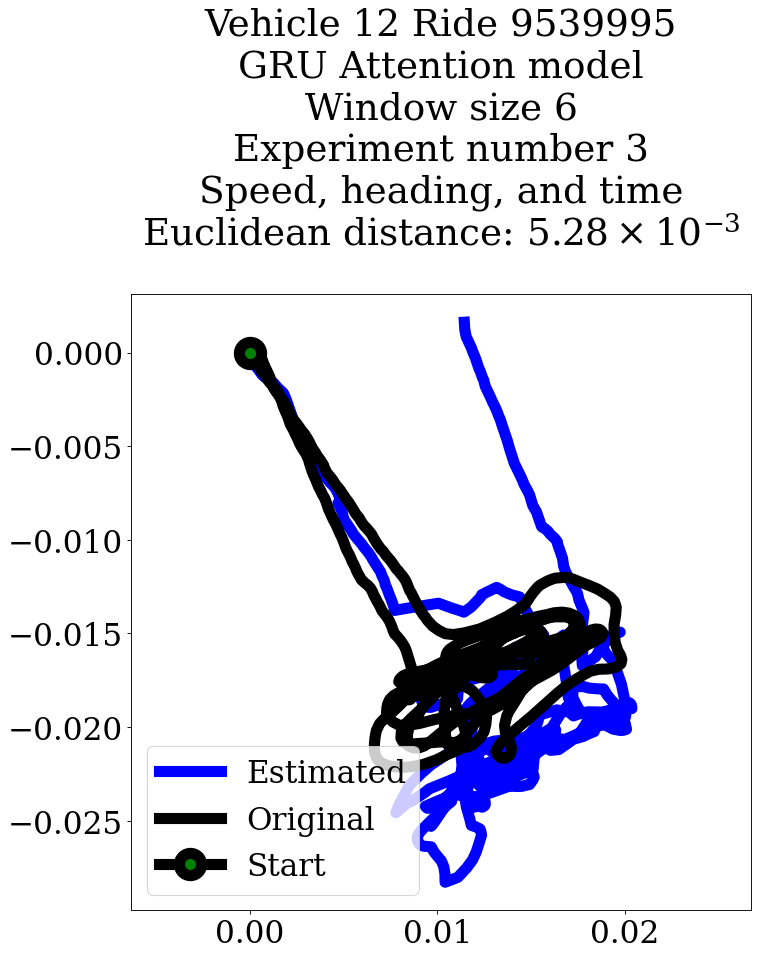 Vehicle 12 Ride 9539995
GRU Attention model
Window size 6
Experiment number 3
Speed, heading, and time
Euclidean distance: 5.28 × 10⁻³
0.000
−0.005
−0.010
−0.015
−0.020
−0.025
Estimated
Original
Start
0.00 0.01 0.02